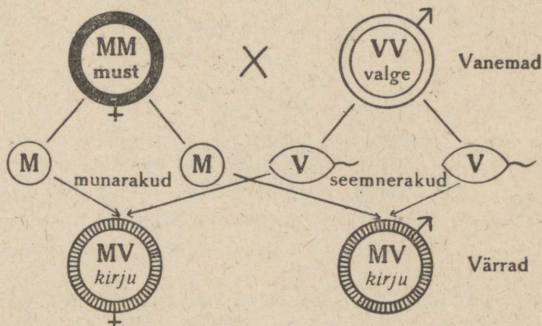 MM
must
VV
valge
Vanemad
M
munarakud
M
V
seemnerakud
V
MV
kirju
MV
kirju
Värrad